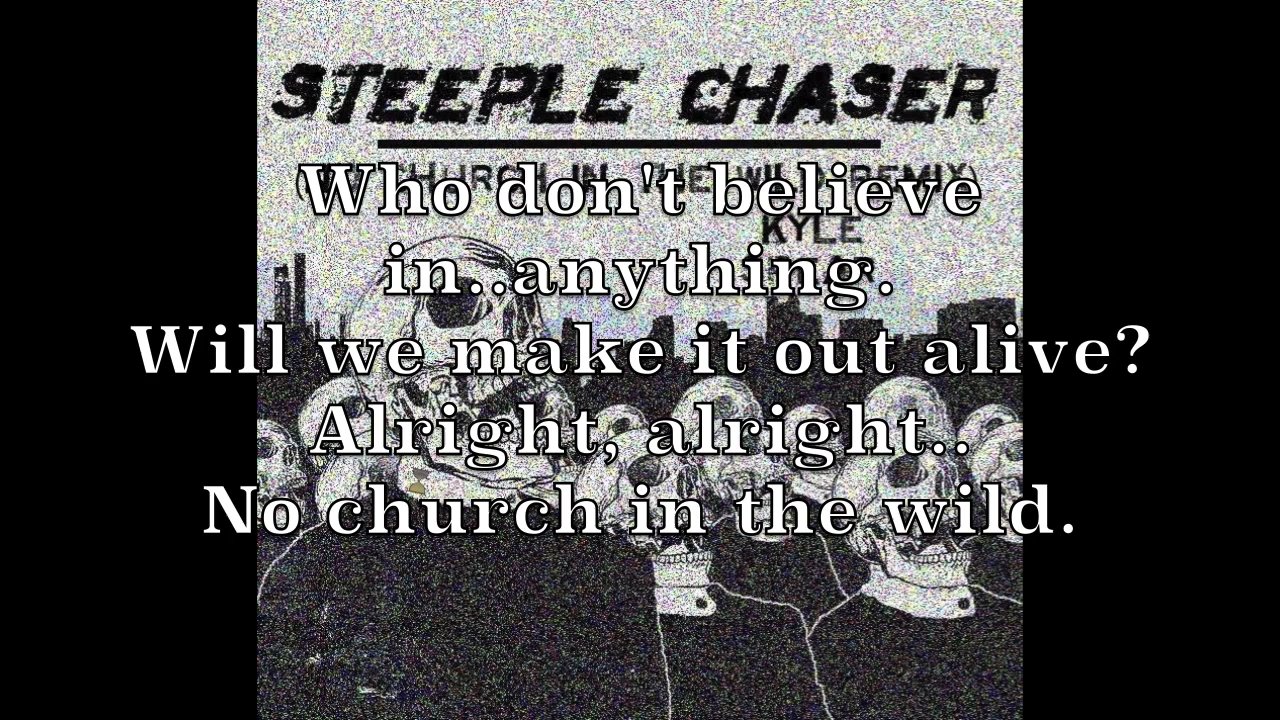 STEEPLE CHASER
Who don't believe
KYLE
in..anything.
Will we make it out alive?
Alright, alright..
No church in the wild.